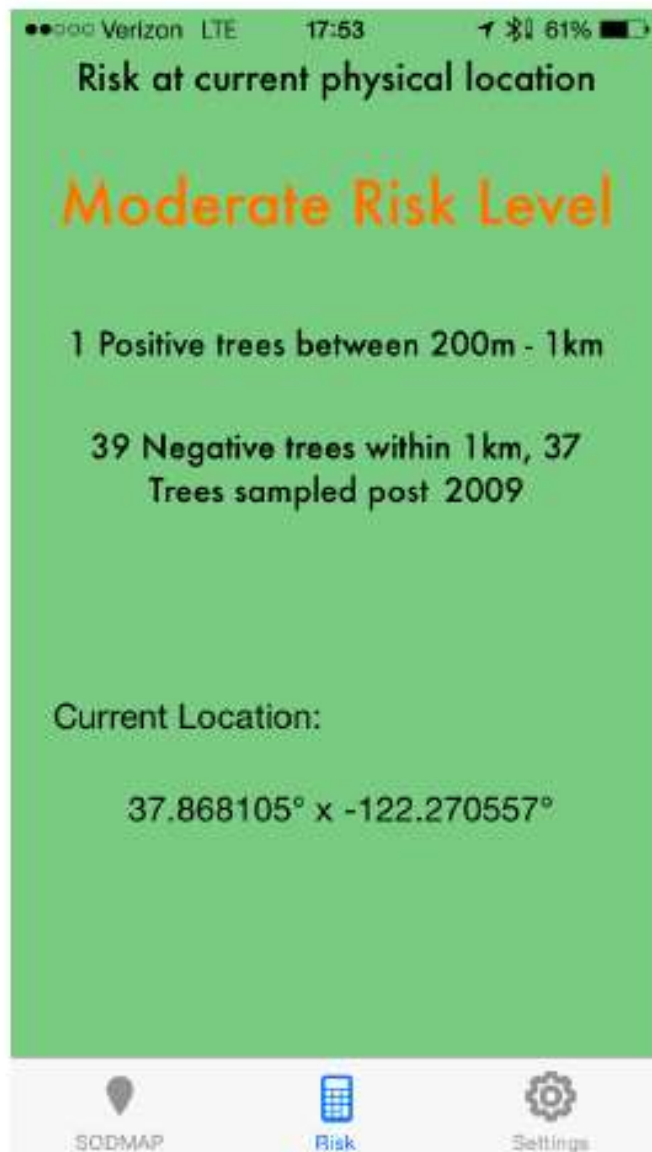 Verizon LTE 17:53 61%
Risk at current physical location
Moderate Risk Level
1 Positive trees between 200m - 1km
39 Negative trees within 1km, 37
Trees sampled post 2009
Current Location:
37.868105° x -122.270557°
SODMAP Risk Settings